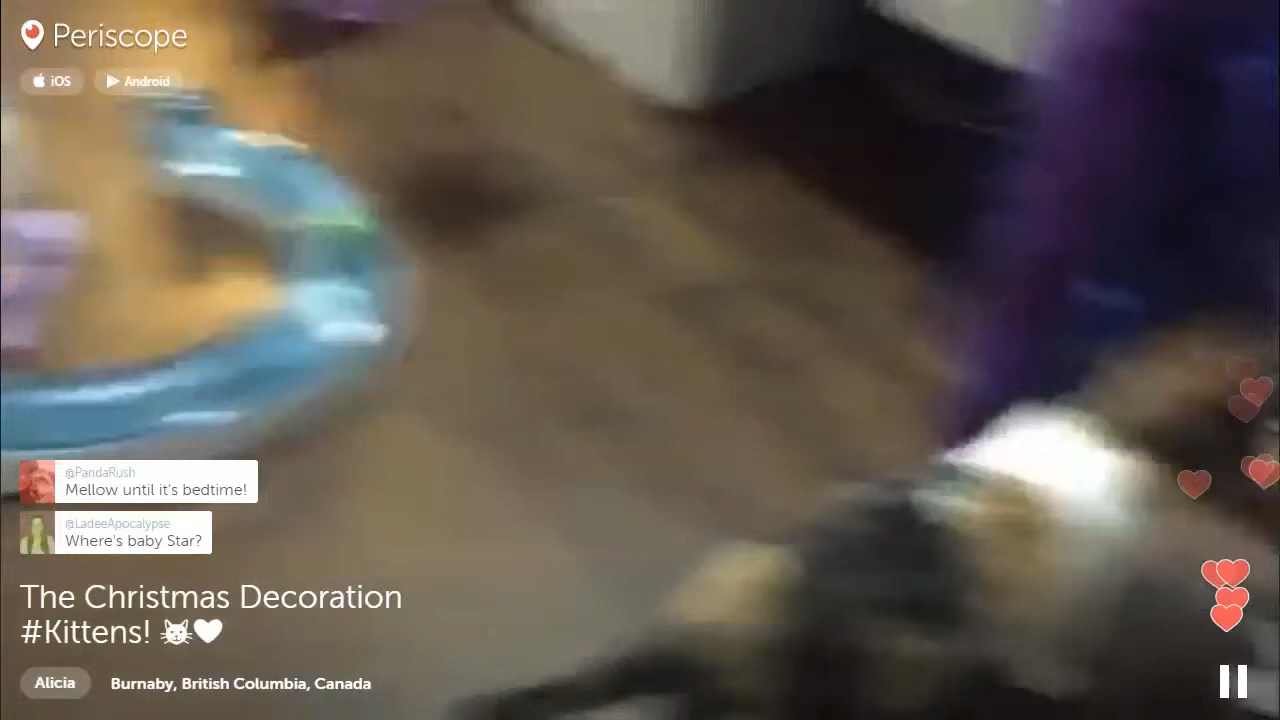 Periscope
iOS
Android
@PandaRush
Mellow until it's bedtime!
@LadeeApocalypse
Where's baby Star?
The Christmas Decoration
#Kittens! 🐱❤
Alicia
Burnaby, British Columbia, Canada